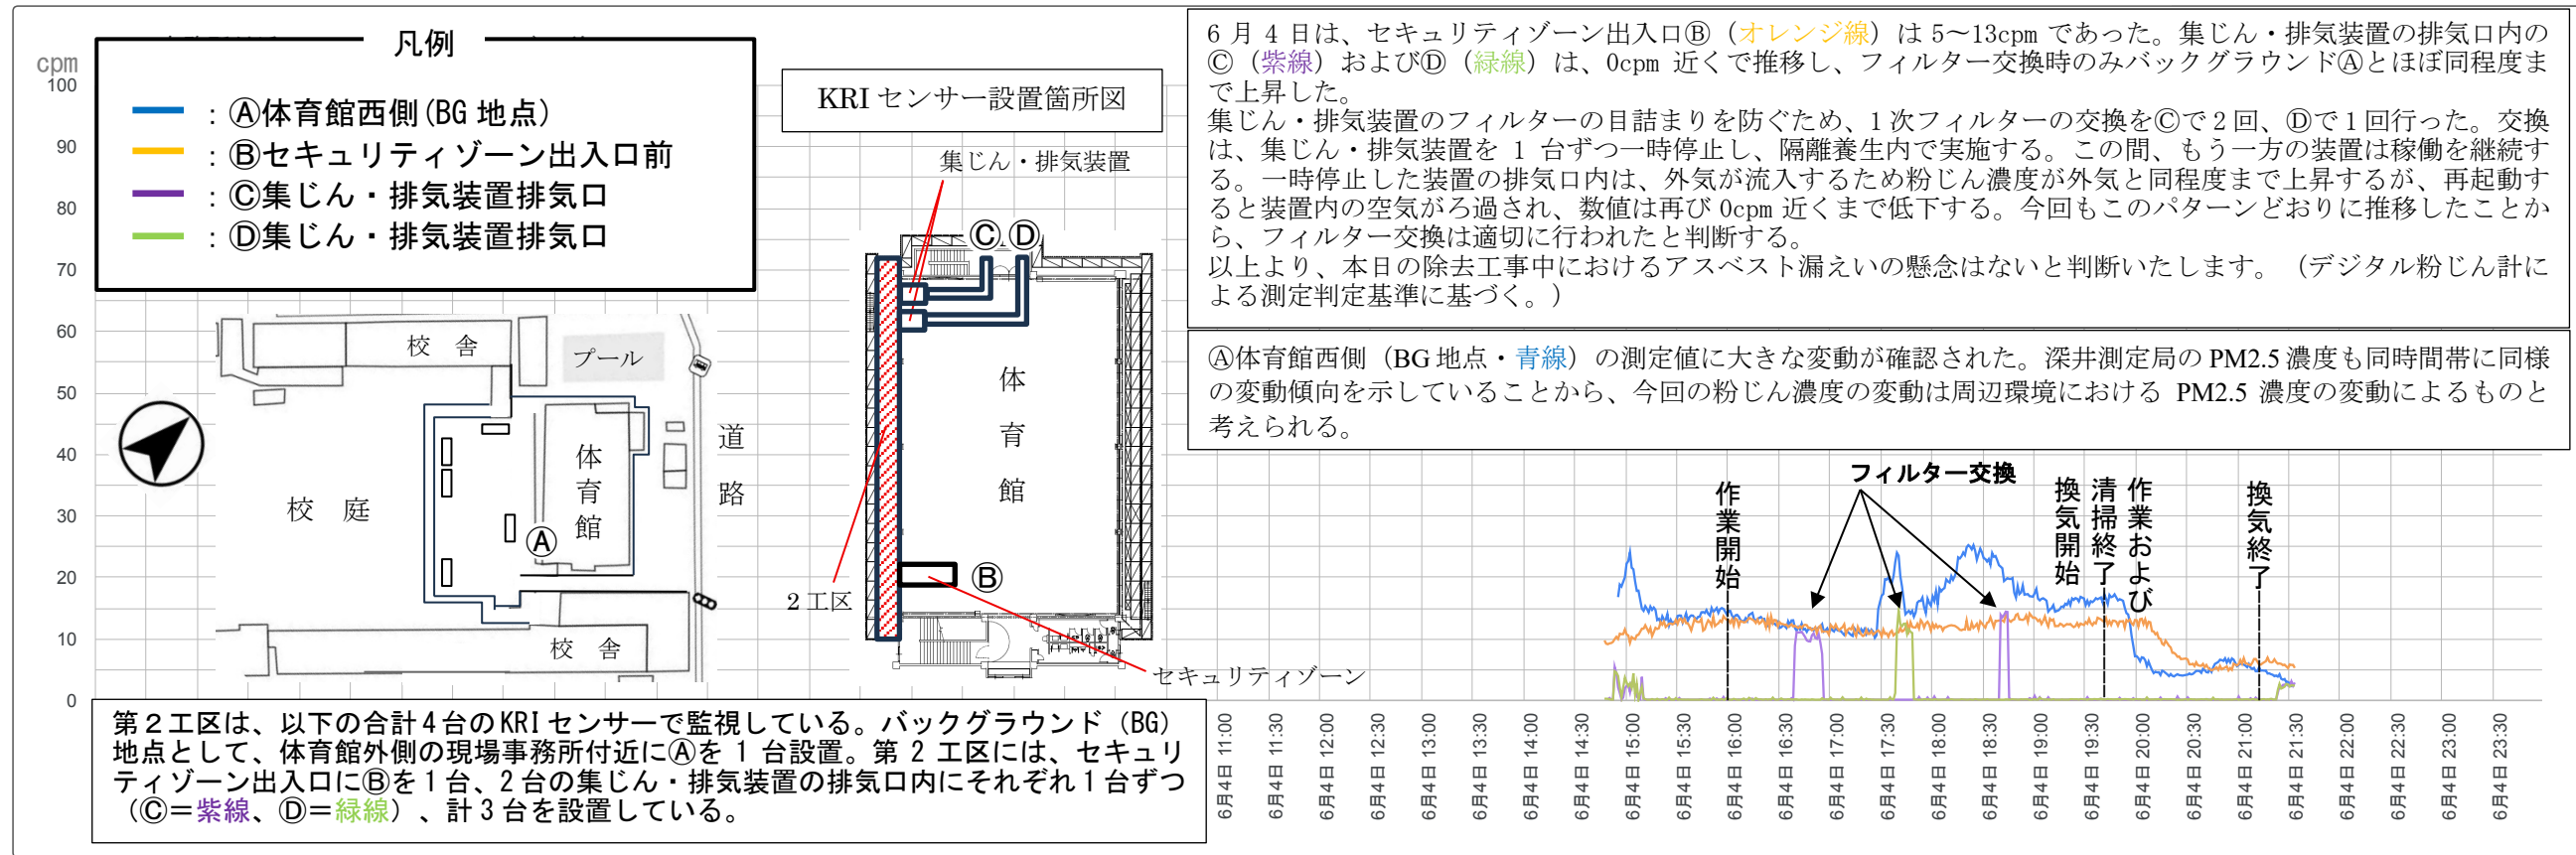 凡例
：Ⓐ体育館西側(BG 地点)
：Ⓑセキュリティゾーン出入口前
：Ⓒ集じん・排気装置排気口
：Ⓓ集じん・排気装置排気口
cpm
100
90
80
70
60
50
40
30
20
10
0
KRI センサー設置箇所図
集じん・排気装置
Ⓒ
Ⓓ
体育館
Ⓑ
2 工区
セキュリティゾーン
校 舎
プール
体育館
道路
校 庭
Ⓐ
校 舎
6 月 4 日は、セキュリティゾーン出入口Ⓑ（オレンジ線）は 5～13cpm であった。集じん・排気装置の排気口内の
Ⓒ（紫線）およびⒹ（緑線）は、0cpm 近くで推移し、フィルター交換時のみバックグラウンドⒶとほぼ同程度ま
で上昇した。
集じん・排気装置のフィルターの目詰まりを防ぐため、1 次フィルターの交換をⒸで 2 回、Ⓓで 1 回行った。交換
は、集じん・排気装置を 1 台ずつ一時停止し、隔離養生内で実施する。この間、もう一方の装置は稼働を継続す
る。一時停止した装置の排気口内は、外気が流入するため粉じん濃度が外気と同程度まで上昇するが、再起動す
ると装置内の空気がろ過され、数値は再び 0cpm 近くまで低下する。今回もこのパターンどおりに推移したことか
ら、フィルター交換は適切に行われたと判断する。
以上より、本日の除去工事中におけるアスベスト漏えいの懸念はないと判断いたします。（デジタル粉じん計に
よる測定判定基準に基づく。）
Ⓐ体育館西側（BG 地点・青線）の測定値に大きな変動が確認された。深井測定局の PM2.5 濃度も同時間帯に同様
の変動傾向を示していることから、今回の粉じん濃度の変動は周辺環境における PM2.5 濃度の変動によるものと
考えられる。
フィルター交換
作業開始
換気開始
清掃終了
作業および
換気終了
第２工区は、以下の合計４台のKRI センサーで監視している。バックグラウンド（BG）
地点として、体育館外側の現場事務所付近にⒶを 1 台設置。第 2 工区には、セキュリ
ティゾーン出入口にⒷを１台、2 台の集じん・排気装置の排気口内にそれぞれ１台ずつ
（Ⓒ＝紫線、Ⓓ＝緑線）、計３台を設置している。
6月4日 11:00
6月4日 11:30
6月4日 12:00
6月4日 12:30
6月4日 13:00
6月4日 13:30
6月4日 14:00
6月4日 14:30
6月4日 15:00
6月4日 15:30
6月4日 16:00
6月4日 16:30
6月4日 17:00
6月4日 17:30
6月4日 18:00
6月4日 18:30
6月4日 19:00
6月4日 19:30
6月4日 20:00
6月4日 20:30
6月4日 21:00
6月4日 21:30
6月4日 22:00
6月4日 22:30
6月4日 23:00
6月4日 23:30